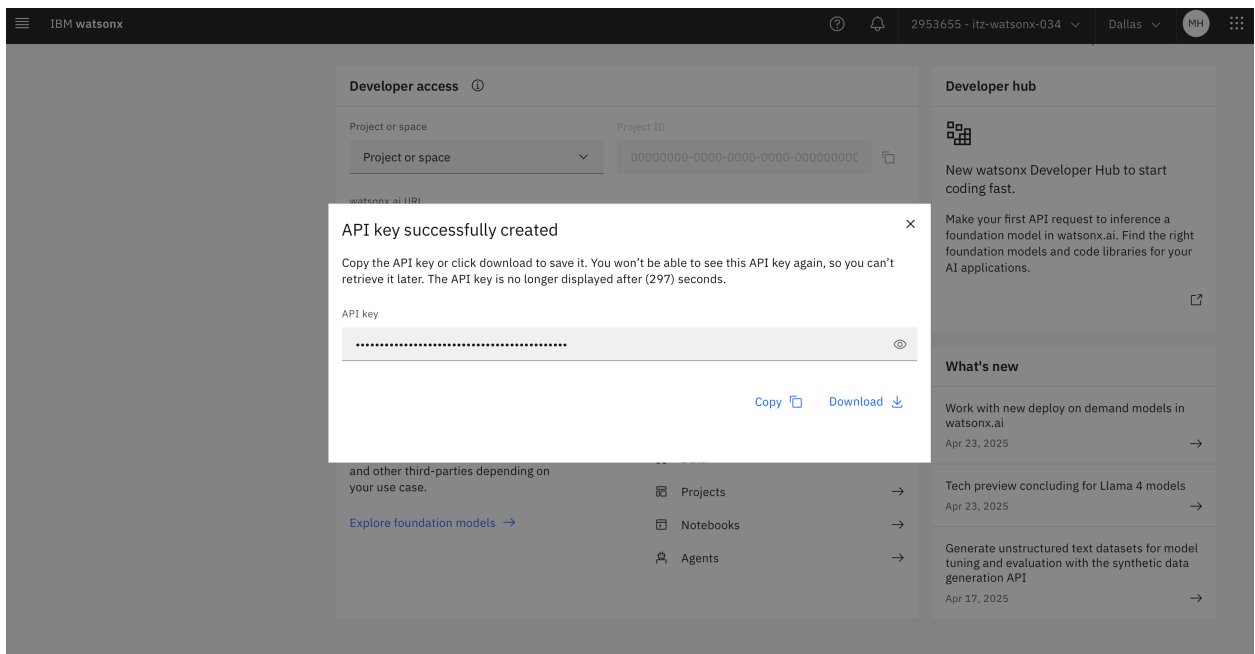 IBM watsonx
2953655 - itz-watsonx-034
Dallas
MH
Developer access
Project or space
Project ID
Project or space
00000000-0000-0000-0000-00000000C
watsonx.ai URL
API key successfully created
Copy the API key or click download to save it. You won't be able to see this API key again, so you can't
retrieve it later. The API key is no longer displayed after (297) seconds.
API key
••••••••••••••••••••••••••••••••••••••••••••
Copy
Download
and other third-parties depending on
your use case.
Explore foundation models
Projects
Notebooks
Agents
Developer hub
New watsonx Developer Hub to start
coding fast.
Make your first API request to inference a
foundation model in watsonx.ai. Find the right
foundation models and code libraries for your
AI applications.
What's new
Work with new deploy on demand models in
watsonx.ai
Apr 23, 2025
Tech preview concluding for Llama 4 models
Apr 23, 2025
Generate unstructured text datasets for model
tuning and evaluation with the synthetic data
generation API
Apr 17, 2025